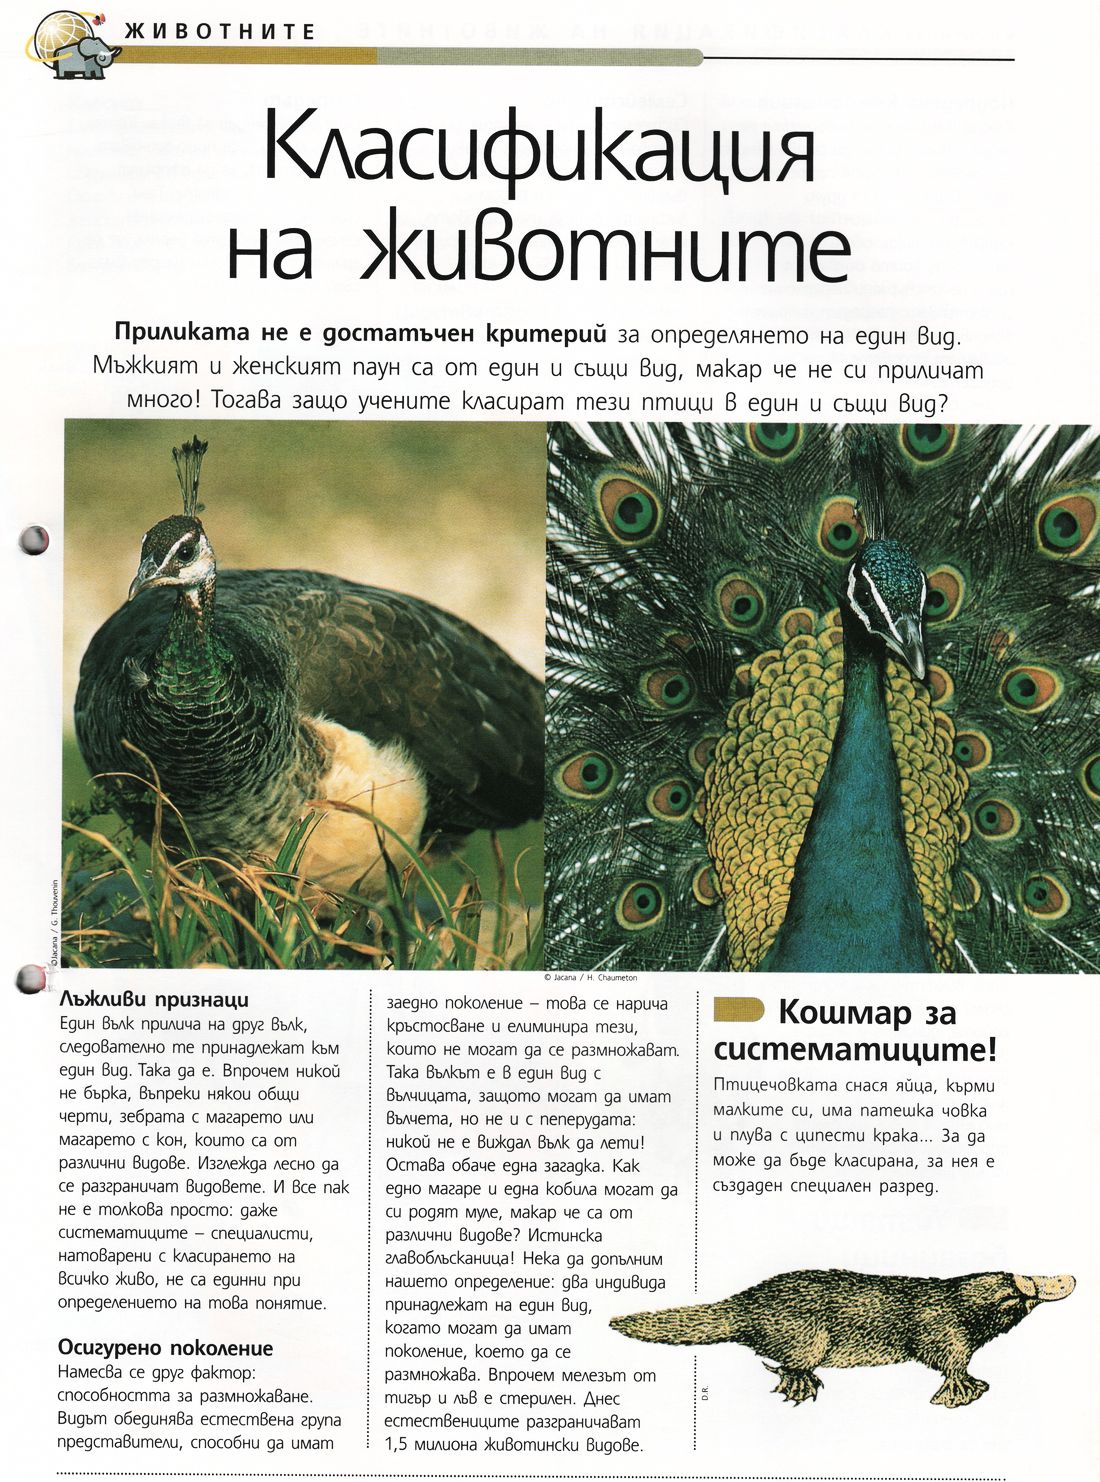 ЖИВОТНИТЕ
Класификация
на животните
Приликата не е достатъчен критерий за определянето на един вид.
Мъжкият и женският паун са от един и същи вид, макар че не си приличат
много! Тогава защо учените класират тези птици в един и същи вид?
©Jacana / G. Thouvenin
© Jacana / H. Chaumeton
Лъжливи признаци
Един вълк прилича на друг вълк,
следователно те принадлежат към
един вид. Така да е. Впрочем никой
не бърка, въпреки някои общи
черти, зебрата с магарето или
магарето с кон, които са от
различни видове. Изглежда лесно да
се разграничат видовете. И все пак
не е толкова просто: даже
систематиците – специалисти,
натоварени с класирането на
всичко живо, не са единни при
определението на това понятие.
Осигурено поколение
Намесва се друг фактор:
способността за размножаване.
Видът обединява естествена група
представители, способни да имат
заедно поколение – това се нарича
кръстосване и елиминира тези,
които не могат да се размножават.
Така вълкът е в един вид с
вълчицата, защото могат да имат
вълчета, но не и с пеперудата:
никой не е виждал вълк да лети!
Остава обаче една загадка. Как
едно магаре и една кобила могат да
си родят муле, макар че са от
различни видове? Истинска
главоблъсканица! Нека да допълним
нашето определение: два индивида
принадлежат на един вид,
когато могат да имат
поколение, което да се
размножава. Впрочем мелезът от
тигър и лъв е стерилен. Днес
естествениците разграничават
1,5 милиона животински видове.
Кошмар за
систематиците!
Птицечовката снася яйца, кърми
малките си, има патешка човка
и плува с ципести крака... За да
може да бъде класирана, за нея е
създаден специален разред.
D.R.